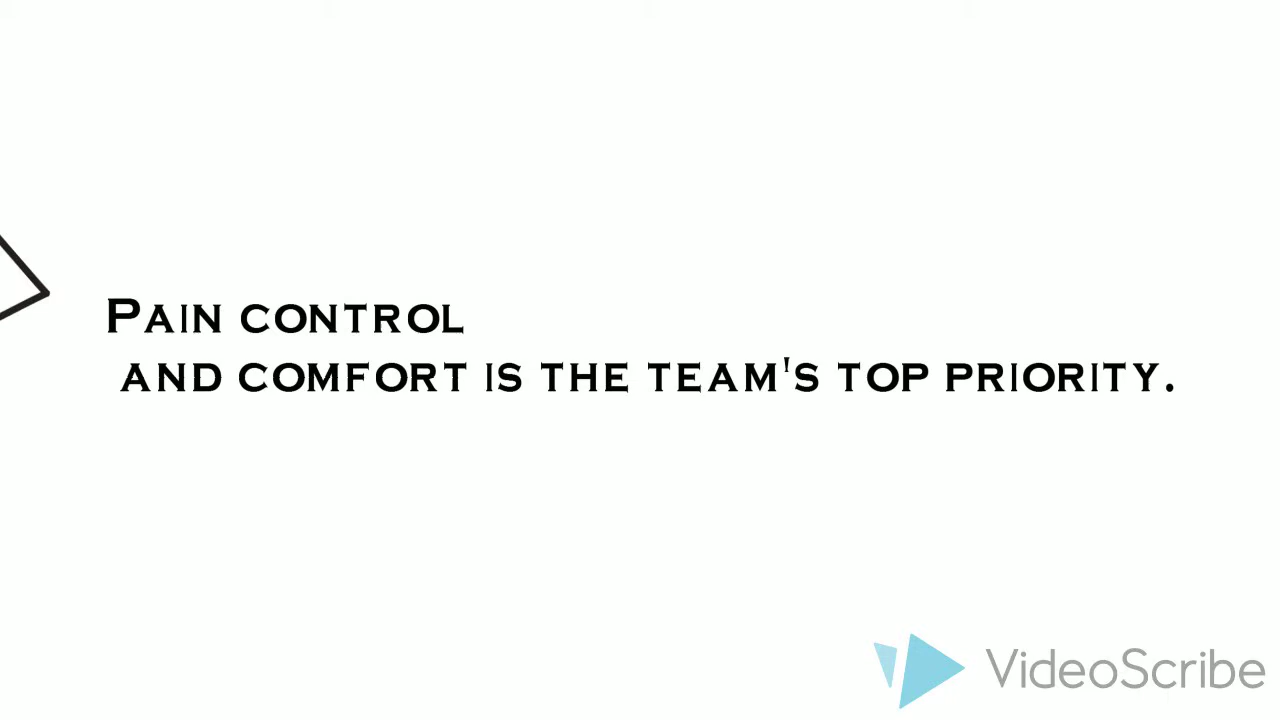 Pain control
and comfort is the team's top priority.
VideoScribe